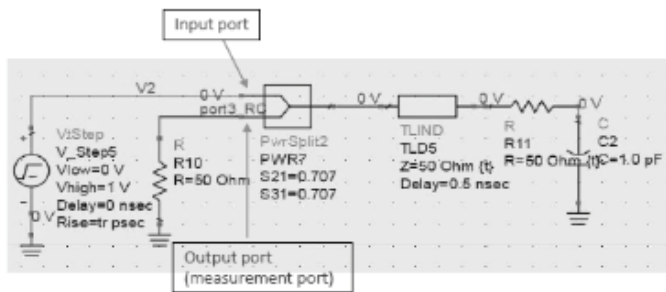 Input port
V2
0 V
port3_RC
0 V
0 V
0 V
VtStep
V_Step5
Vlow=0 V
Vhigh=1 V
Delay=0 nsec
Rise=tr psec
0 V
R
R10
R=50 Ohm
PwrSplit2
PWR7
S21=0.707
S31=0.707
TLIND
TLD5
Z=50 Ohm {t}
Delay=0.5 nsec
R
R11
R=50 Ohm {t}
C
C2
C=1.0 pF
Output port
(measurement port)